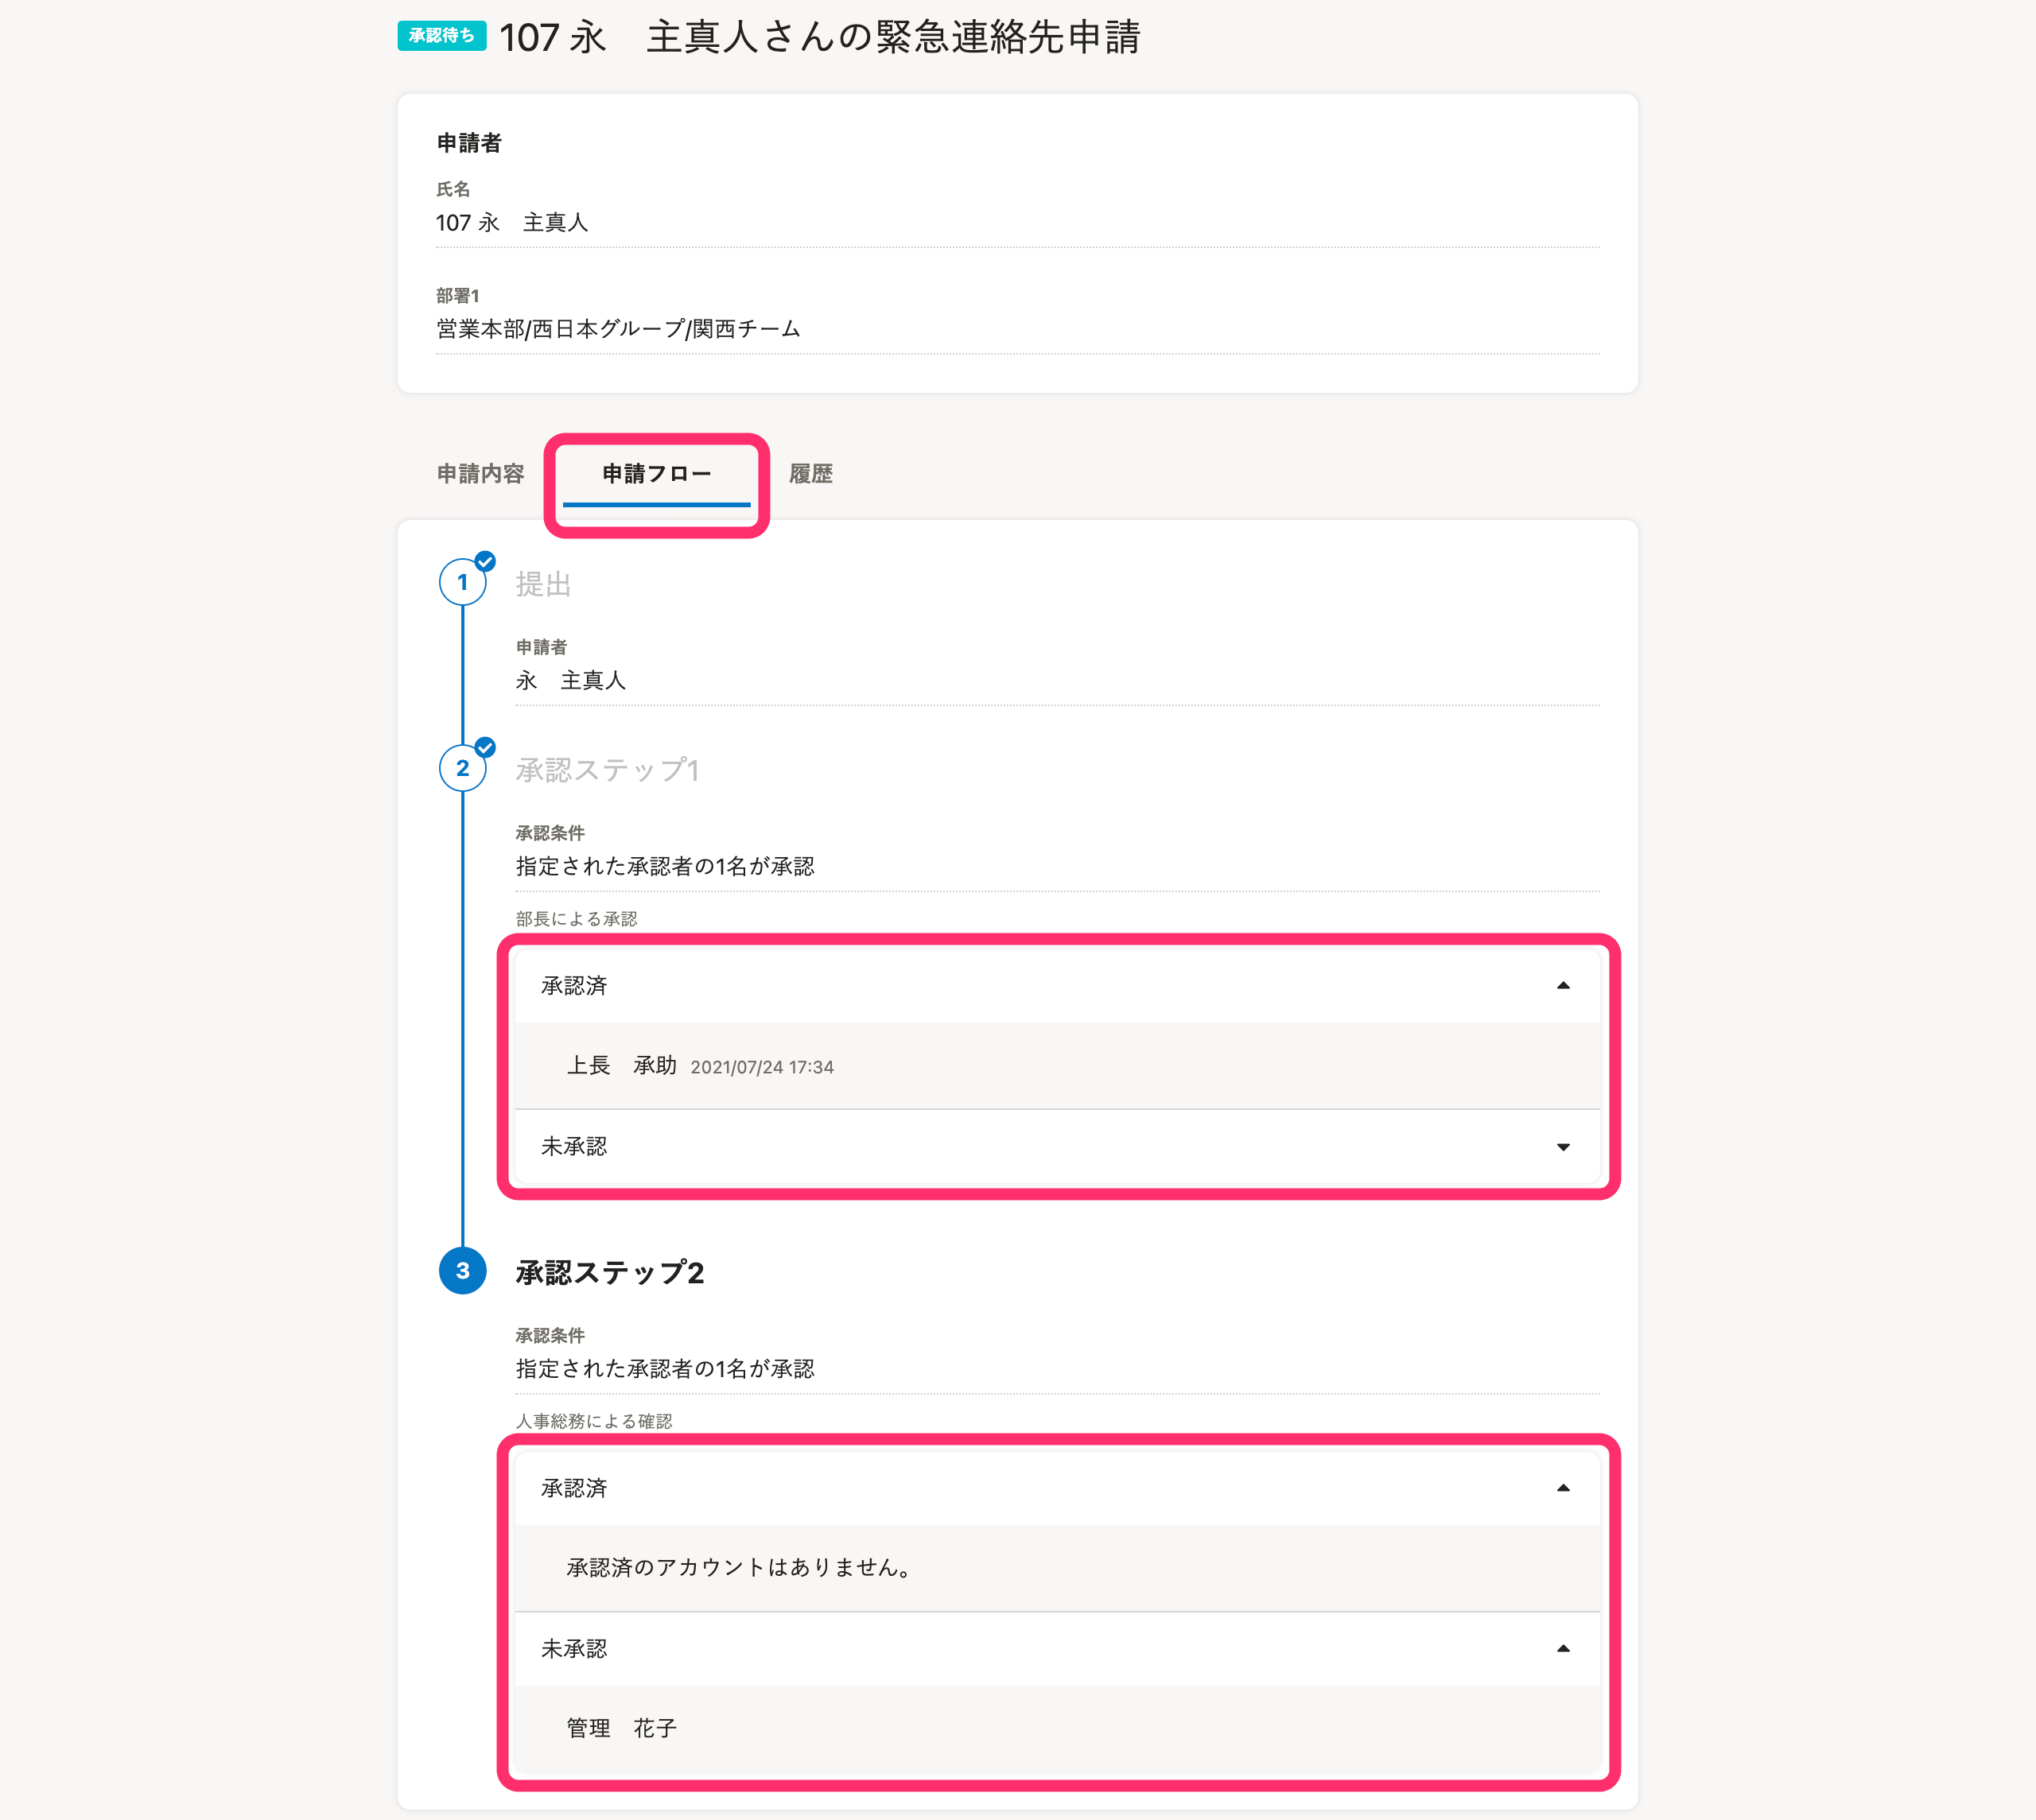 承認待ち 107 永　主真人さんの緊急連絡先申請
申請者
氏名
107 永　主真人
部署1
営業本部/西日本グループ/関西チーム
申請内容 申請フロー 履歴
1 提出
申請者
永　主真人
2 承認ステップ1
承認条件
指定された承認者の1名が承認
部長による承認
承認済
上長　承助 2021/07/24 17:34
未承認
3 承認ステップ2
承認条件
指定された承認者の1名が承認
人事総務による確認
承認済
承認済のアカウントはありません。
未承認
管理　花子